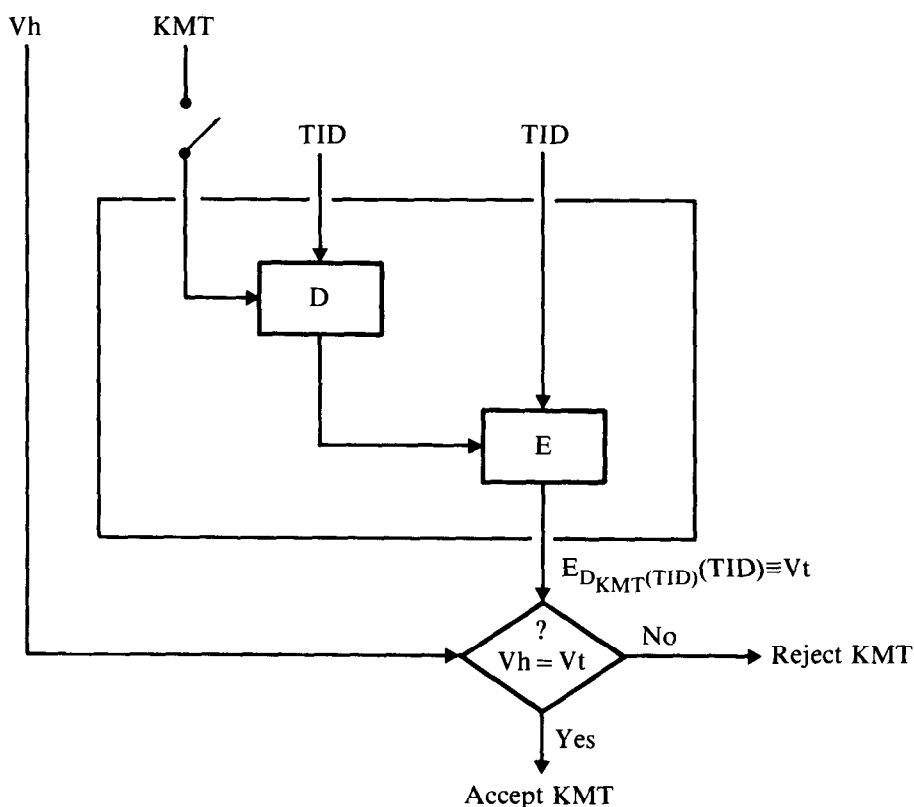 Vh KMT
TID TID
D
E
E_{D_{KMT}(TID)}(TID)≡Vt
?
Vh = Vt
No
Reject KMT
Yes
Accept KMT